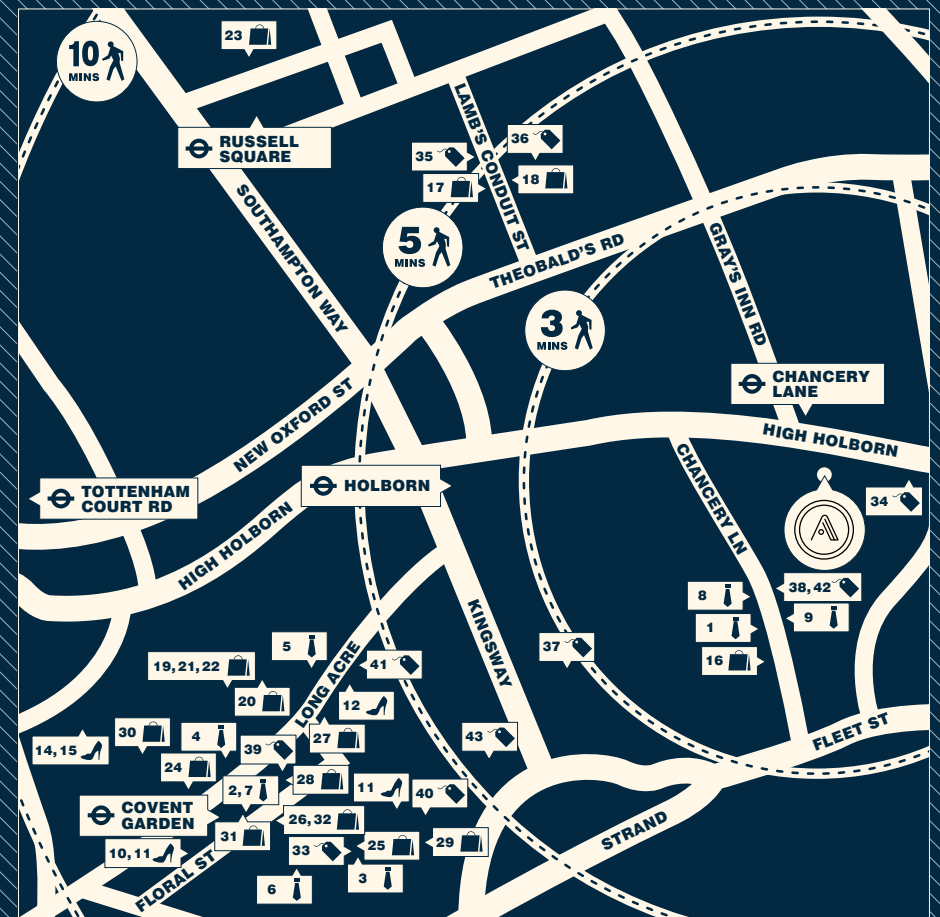 10
MINS
23
RUSSELL
SQUARE
LAMB'S CONDUIT ST
35
36
17
18
SOUTHAMPTON WAY
5
MINS
THEOBALD'S RD
GRAY'S INN RD
3
MINS
CHANCERY
LANE
NEW OXFORD ST
HIGH HOLBORN
TOTTENHAM
COURT RD
HOLBORN
CHANCERY LN
34
HIGH HOLBORN
38, 42
8
9
1
16
KINGSWAY
37
5
19, 21, 22
41
LONG ACRE
20
12
30
4
27
43
14, 15
39
24
28
11
2, 7
40
FLEET ST
COVENT
GARDEN
26, 32
STRAND
31
10, 11
33
25
29
FLORAL ST
6
3